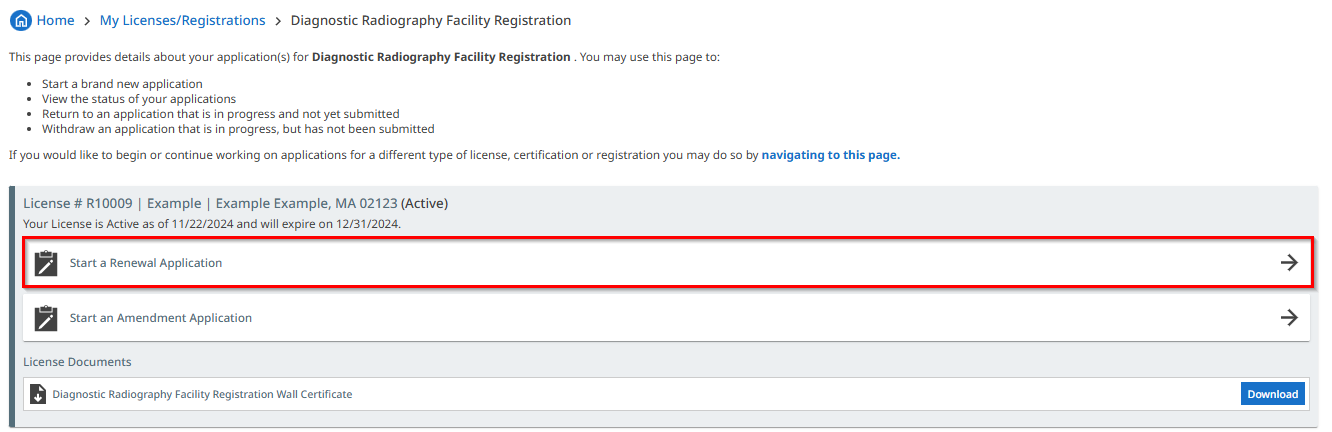 Home > My Licenses/Registrations > Diagnostic Radiography Facility Registration
This page provides details about your application(s) for Diagnostic Radiography Facility Registration . You may use this page to:
• Start a brand new application
• View the status of your applications
• Return to an application that is in progress and not yet submitted
• Withdraw an application that is in progress, but has not been submitted
If you would like to begin or continue working on applications for a different type of license, certification or registration you may do so by navigating to this page.
License # R10009 | Example | Example Example, MA 02123 (Active)
Your License is Active as of 11/22/2024 and will expire on 12/31/2024.
Start a Renewal Application
Start an Amendment Application
License Documents
Diagnostic Radiography Facility Registration Wall Certificate Download